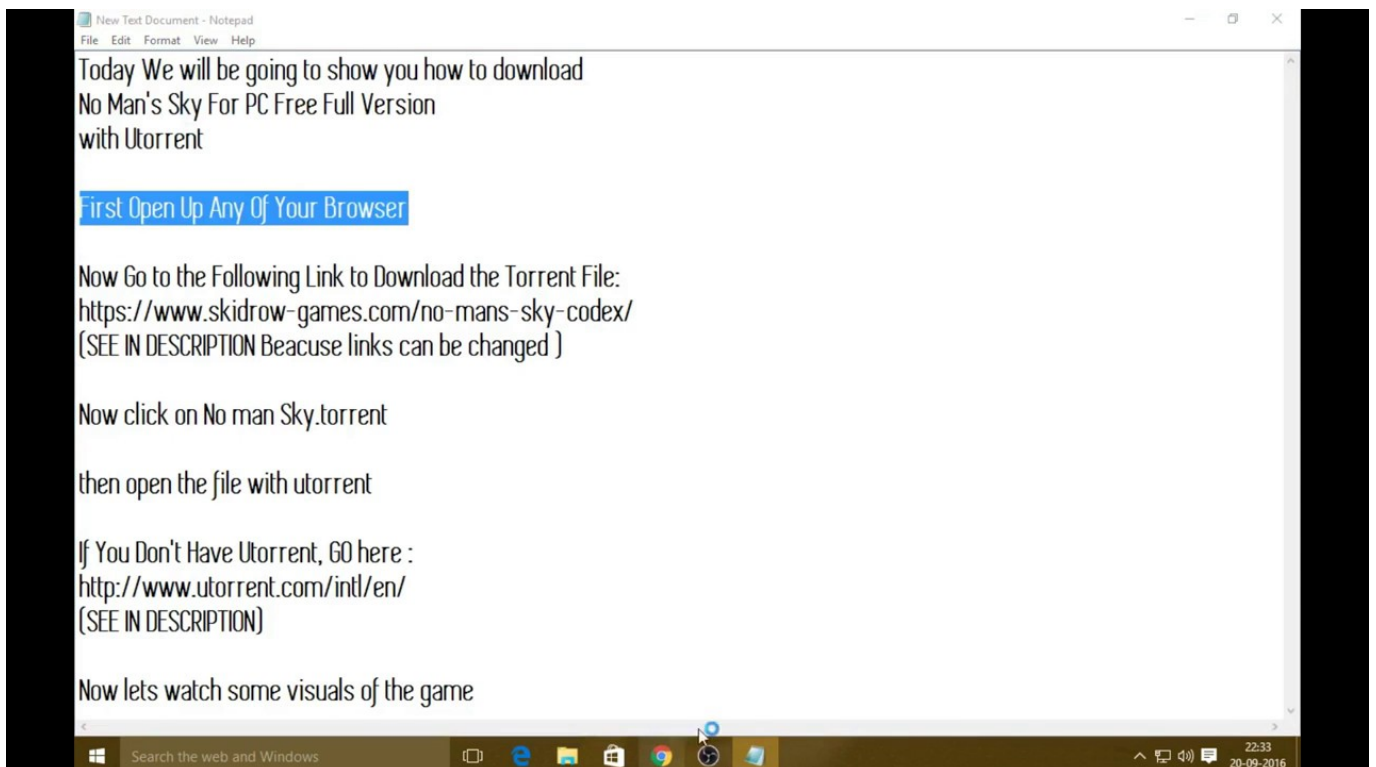 New Text Document - Notepad
File Edit Format View Help
Today We will be going to show you how to download
No Man's Sky For PC Free Full Version
with Utorrent
First Open Up Any Of Your Browser
Now Go to the Following Link to Download the Torrent File:
https://www.skidrow-games.com/no-mans-sky-codex/
(SEE IN DESCRIPTION Beacuse links can be changed )
Now click on No man Sky.torrent
then open the file with utorrent
If You Don't Have Utorrent, GO here :
http://www.utorrent.com/intl/en/
(SEE IN DESCRIPTION)
Now lets watch some visuals of the game
Search the web and Windows
22:33
20-09-2016